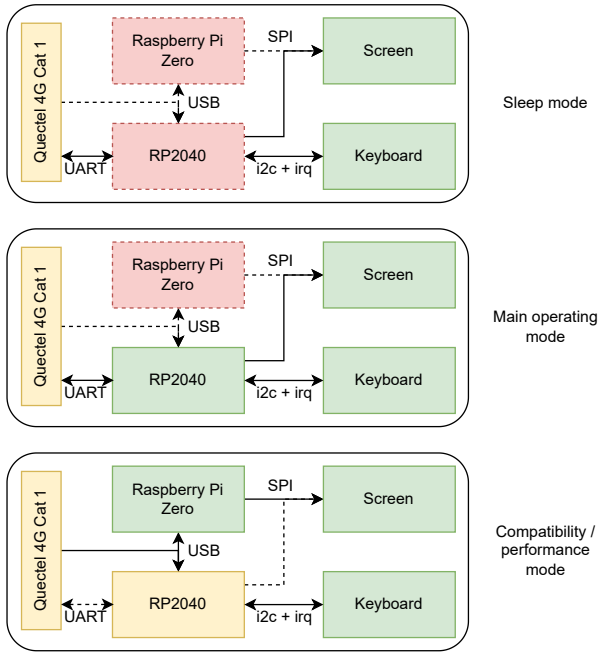 Quectel 4G Cat 1
Raspberry Pi
Zero
SPI
Screen
USB
RP2040
UART
i2c + irq
Keyboard
Sleep mode
Quectel 4G Cat 1
Raspberry Pi
Zero
SPI
Screen
USB
RP2040
UART
i2c + irq
Keyboard
Main operating
mode
Quectel 4G Cat 1
Raspberry Pi
Zero
SPI
Screen
USB
RP2040
UART
i2c + irq
Keyboard
Compatibility /
performance
mode